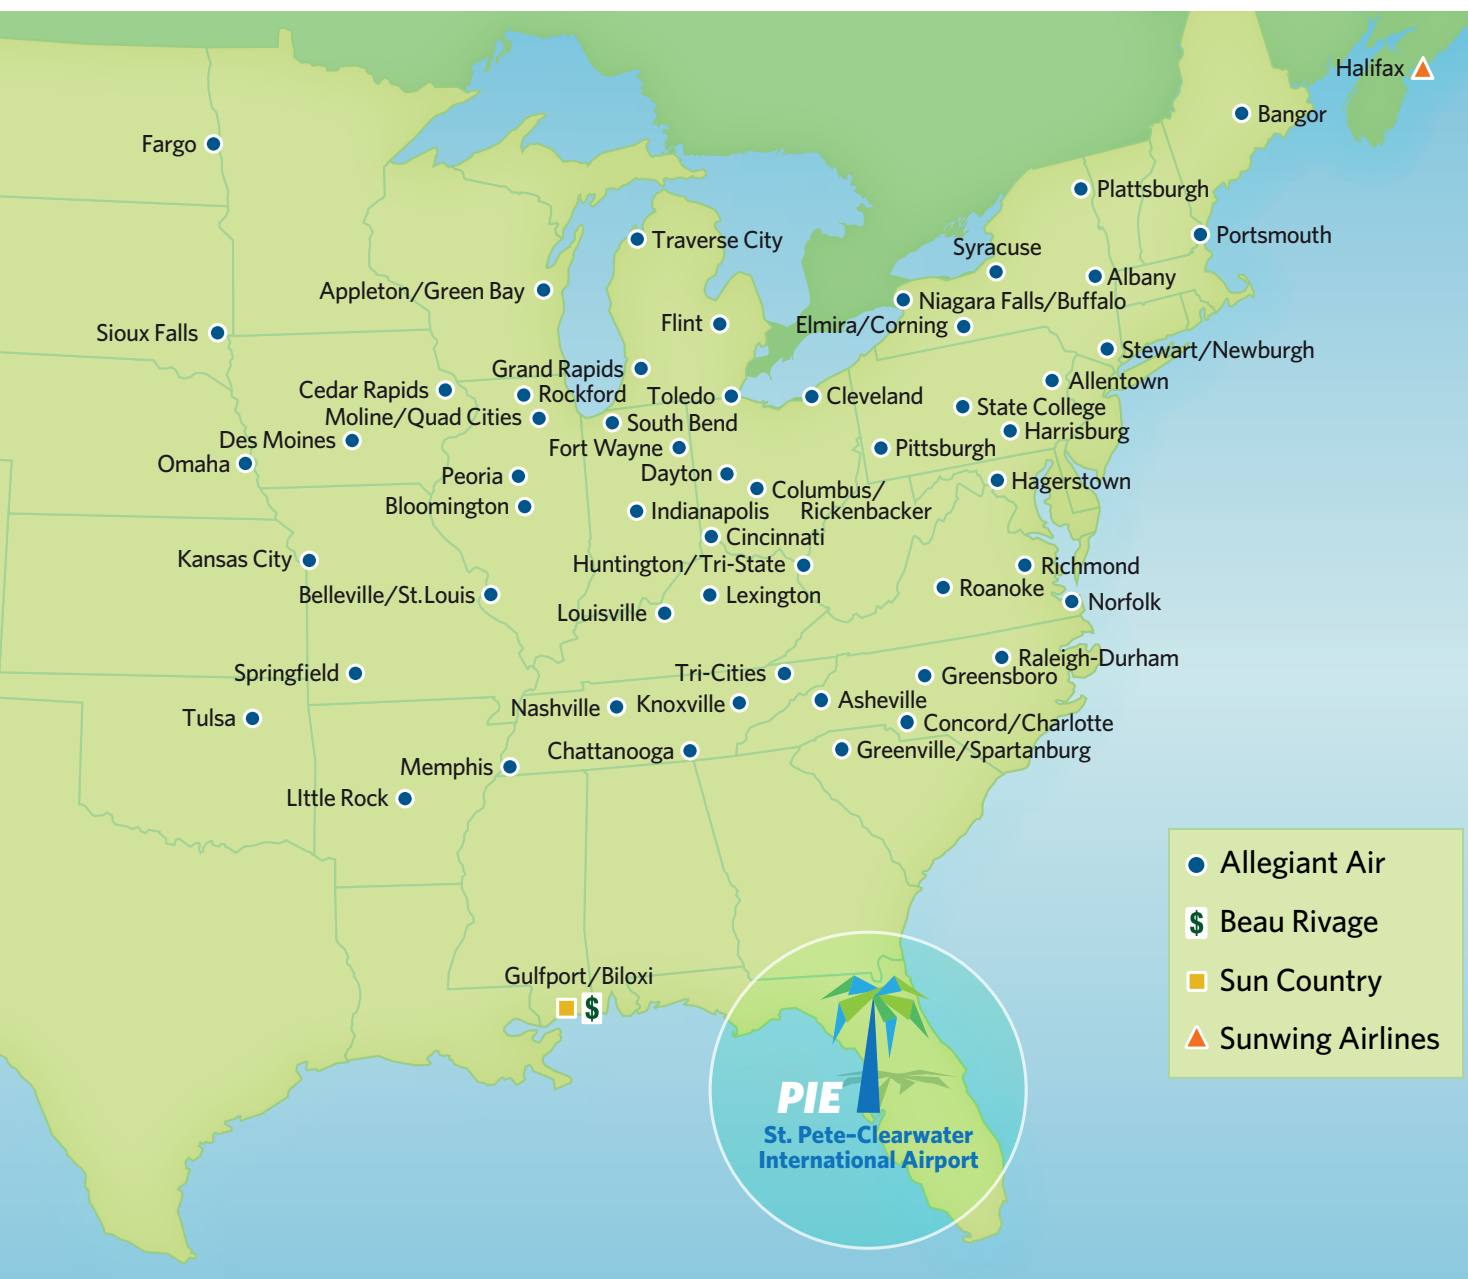 Halifax
Bangor
Fargo
Plattsburgh
Portsmouth
Traverse City
Syracuse
Albany
Appleton/Green Bay
Niagara Falls/Buffalo
Flint
Elmira/Corning
Sioux Falls
Stewart/Newburgh
Grand Rapids
Allentown
Cedar Rapids
Rockford
Toledo
Cleveland
State College
Moline/Quad Cities
South Bend
Harrisburg
Des Moines
Fort Wayne
Pittsburgh
Omaha
Peoria
Dayton
Hagerstown
Columbus/
Rickenbacker
Bloomington
Indianapolis
Cincinnati
Kansas City
Huntington/Tri-State
Richmond
Roanoke
Belleville/St.Louis
Lexington
Norfolk
Louisville
Raleigh-Durham
Springfield
Tri-Cities
Greensboro
Asheville
Nashville
Knoxville
Tulsa
Concord/Charlotte
Chattanooga
Greenville/Spartanburg
Memphis
LIttle Rock
Allegiant Air
$ Beau Rivage
Sun Country
Sunwing Airlines
Gulfport/Biloxi
$
PIE
St. Pete–Clearwater
International Airport